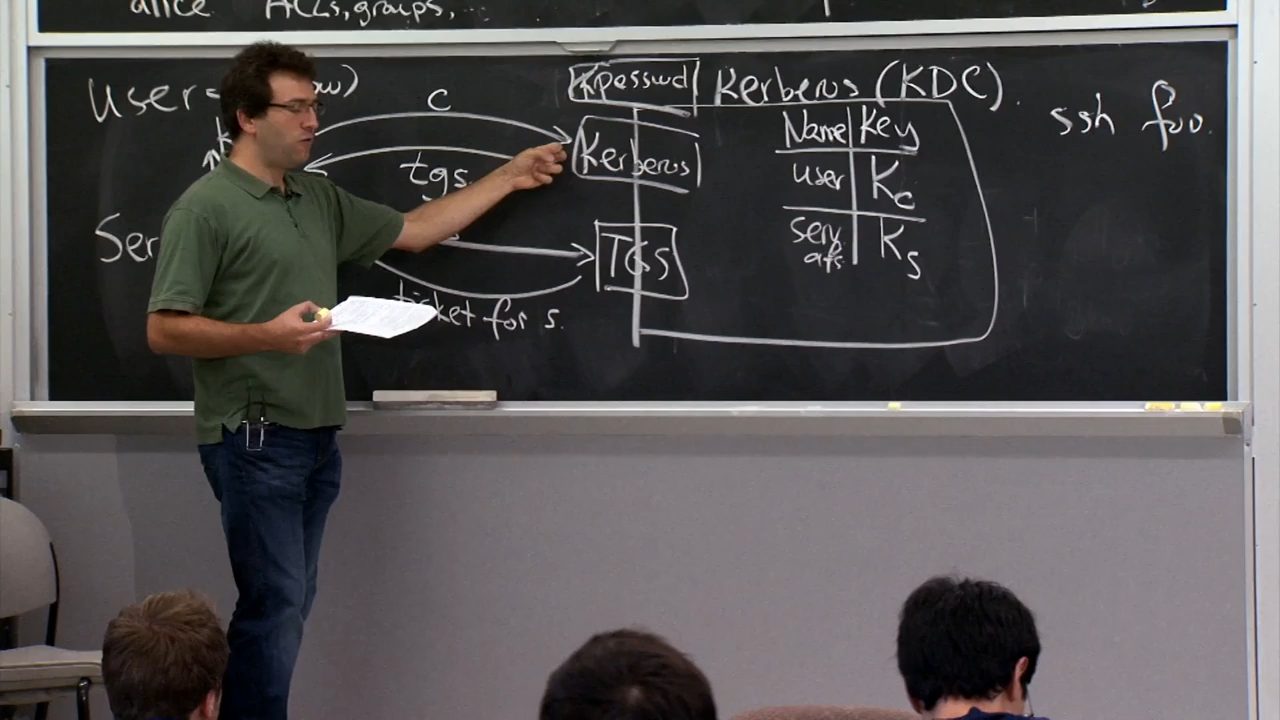 alice ACLs, groups,
Kpasswd
Kerberos (KDC).
User
ow)
c
ssh foo.
Name Key
Kerberos
user Kc
tgs
Ser
TGS
serv Ks
afs
ticket for s.